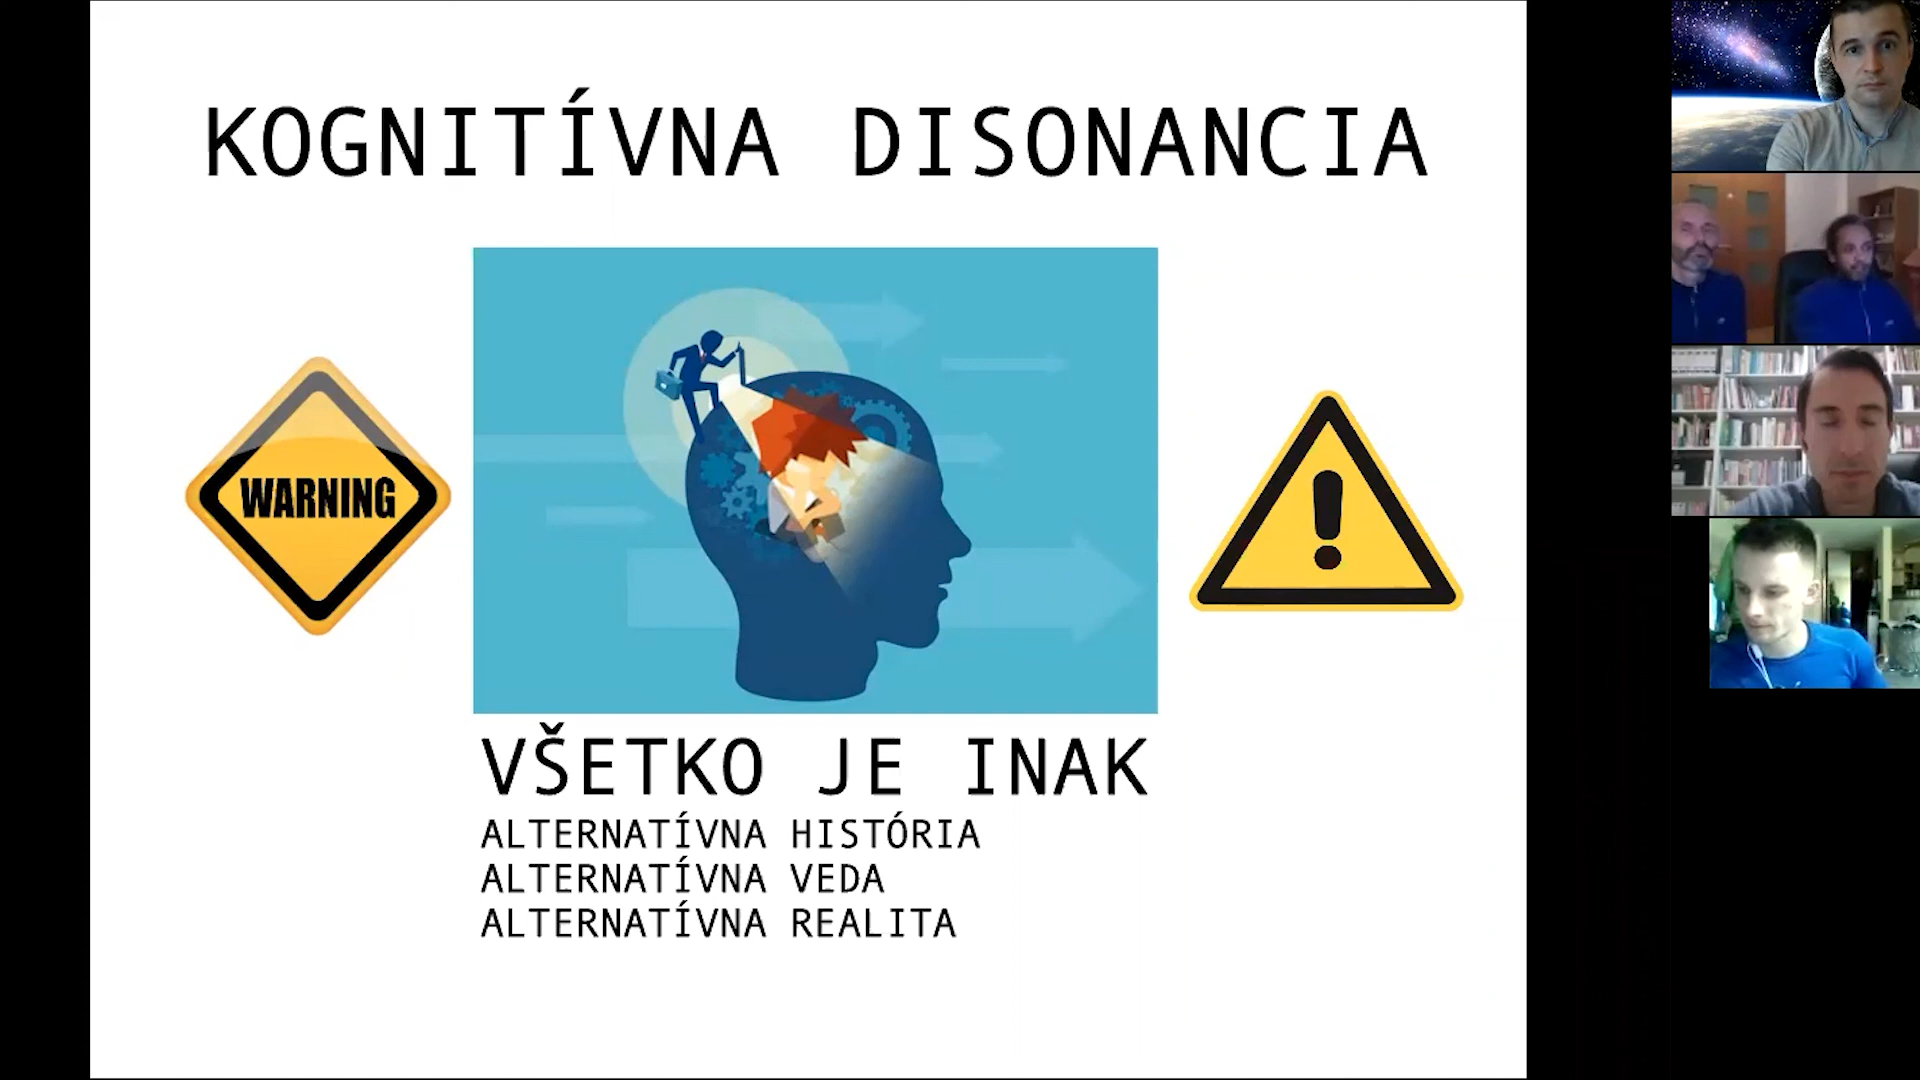 KOGNITÍVNA DISONANCIA
WARNING
VŠETKO JE INAK
ALTERNATÍVNA HISTÓRIA
ALTERNATÍVNA VEDA
ALTERNATÍVNA REALITA